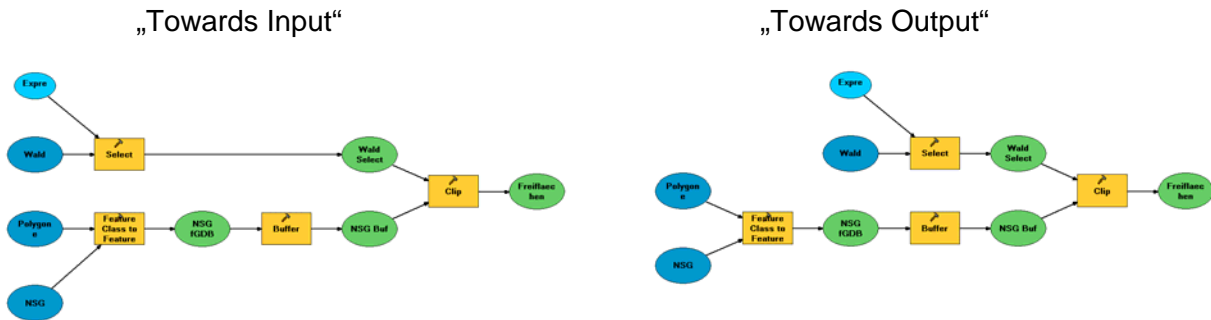 „Towards Input“
Expre
Wald
Select
Wald
Select
Clip
Freiflaec
hen
Polygon
e
Feature
Class to
Feature
NSG
fGDB
Buffer
NSG Buf
NSG
„Towards Output“
Expre
Wald
Select
Wald
Select
Clip
Freiflaec
hen
Polygon
e
Feature
Class to
Feature
NSG
fGDB
Buffer
NSG Buf
NSG